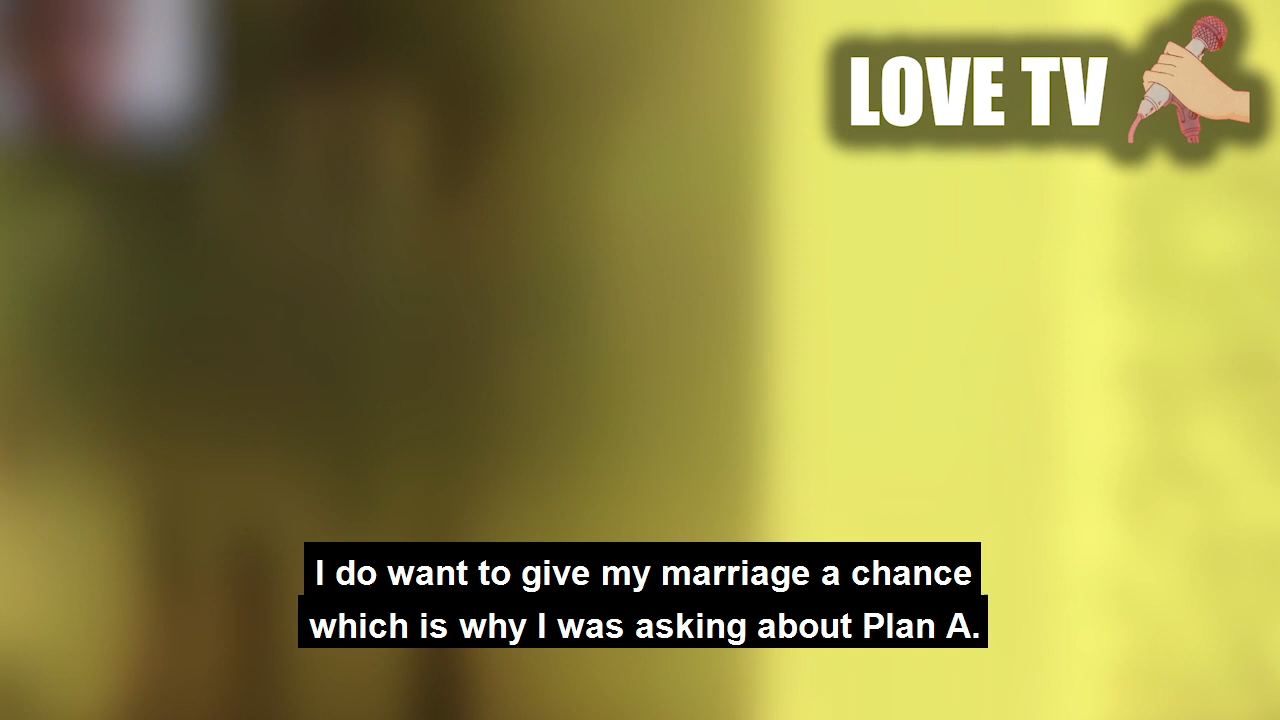 LOVE TV
I do want to give my marriage a chance
which is why I was asking about Plan A.